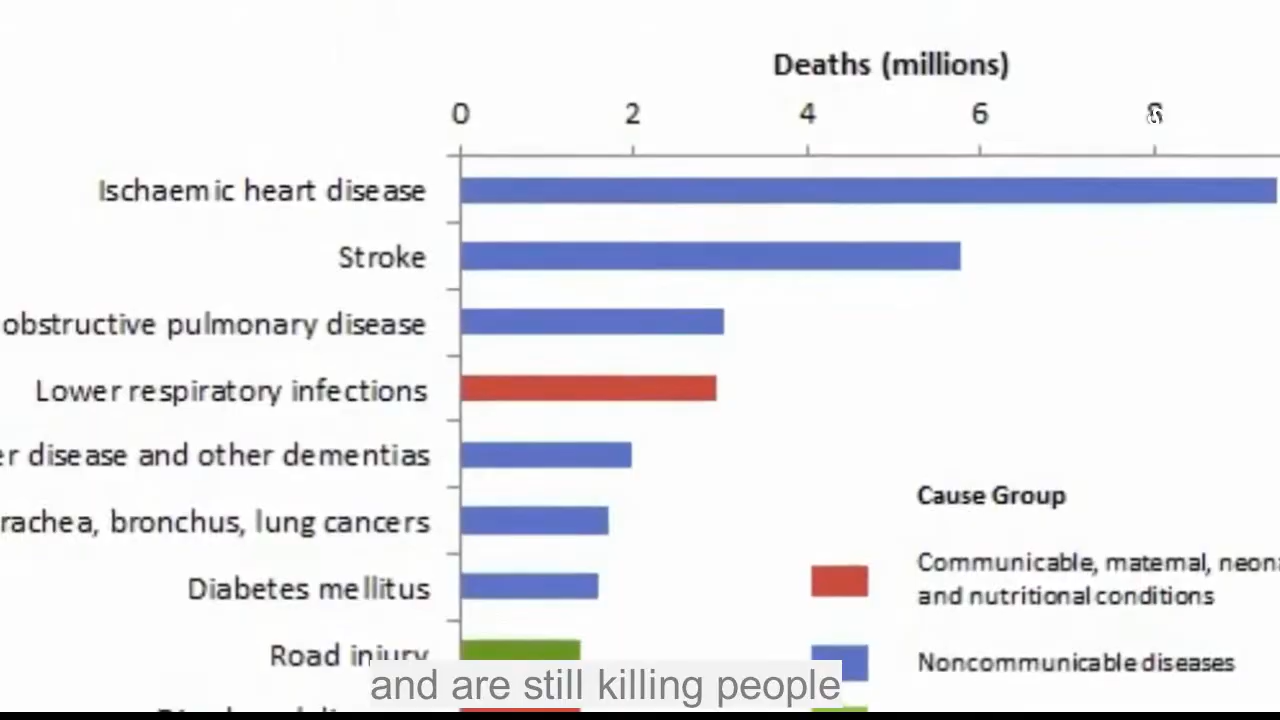 Deaths (millions)
0 2 4 6 8
Ischaemic heart disease
Stroke
obstructive pulmonary disease
Lower respiratory infections
disease and other dementias
bronchus, lung cancers
Diabetes mellitus
Road injury
Cause Group
Communicable, maternal,
and nutritional conditions
Noncommunicable diseases
and are still killing people